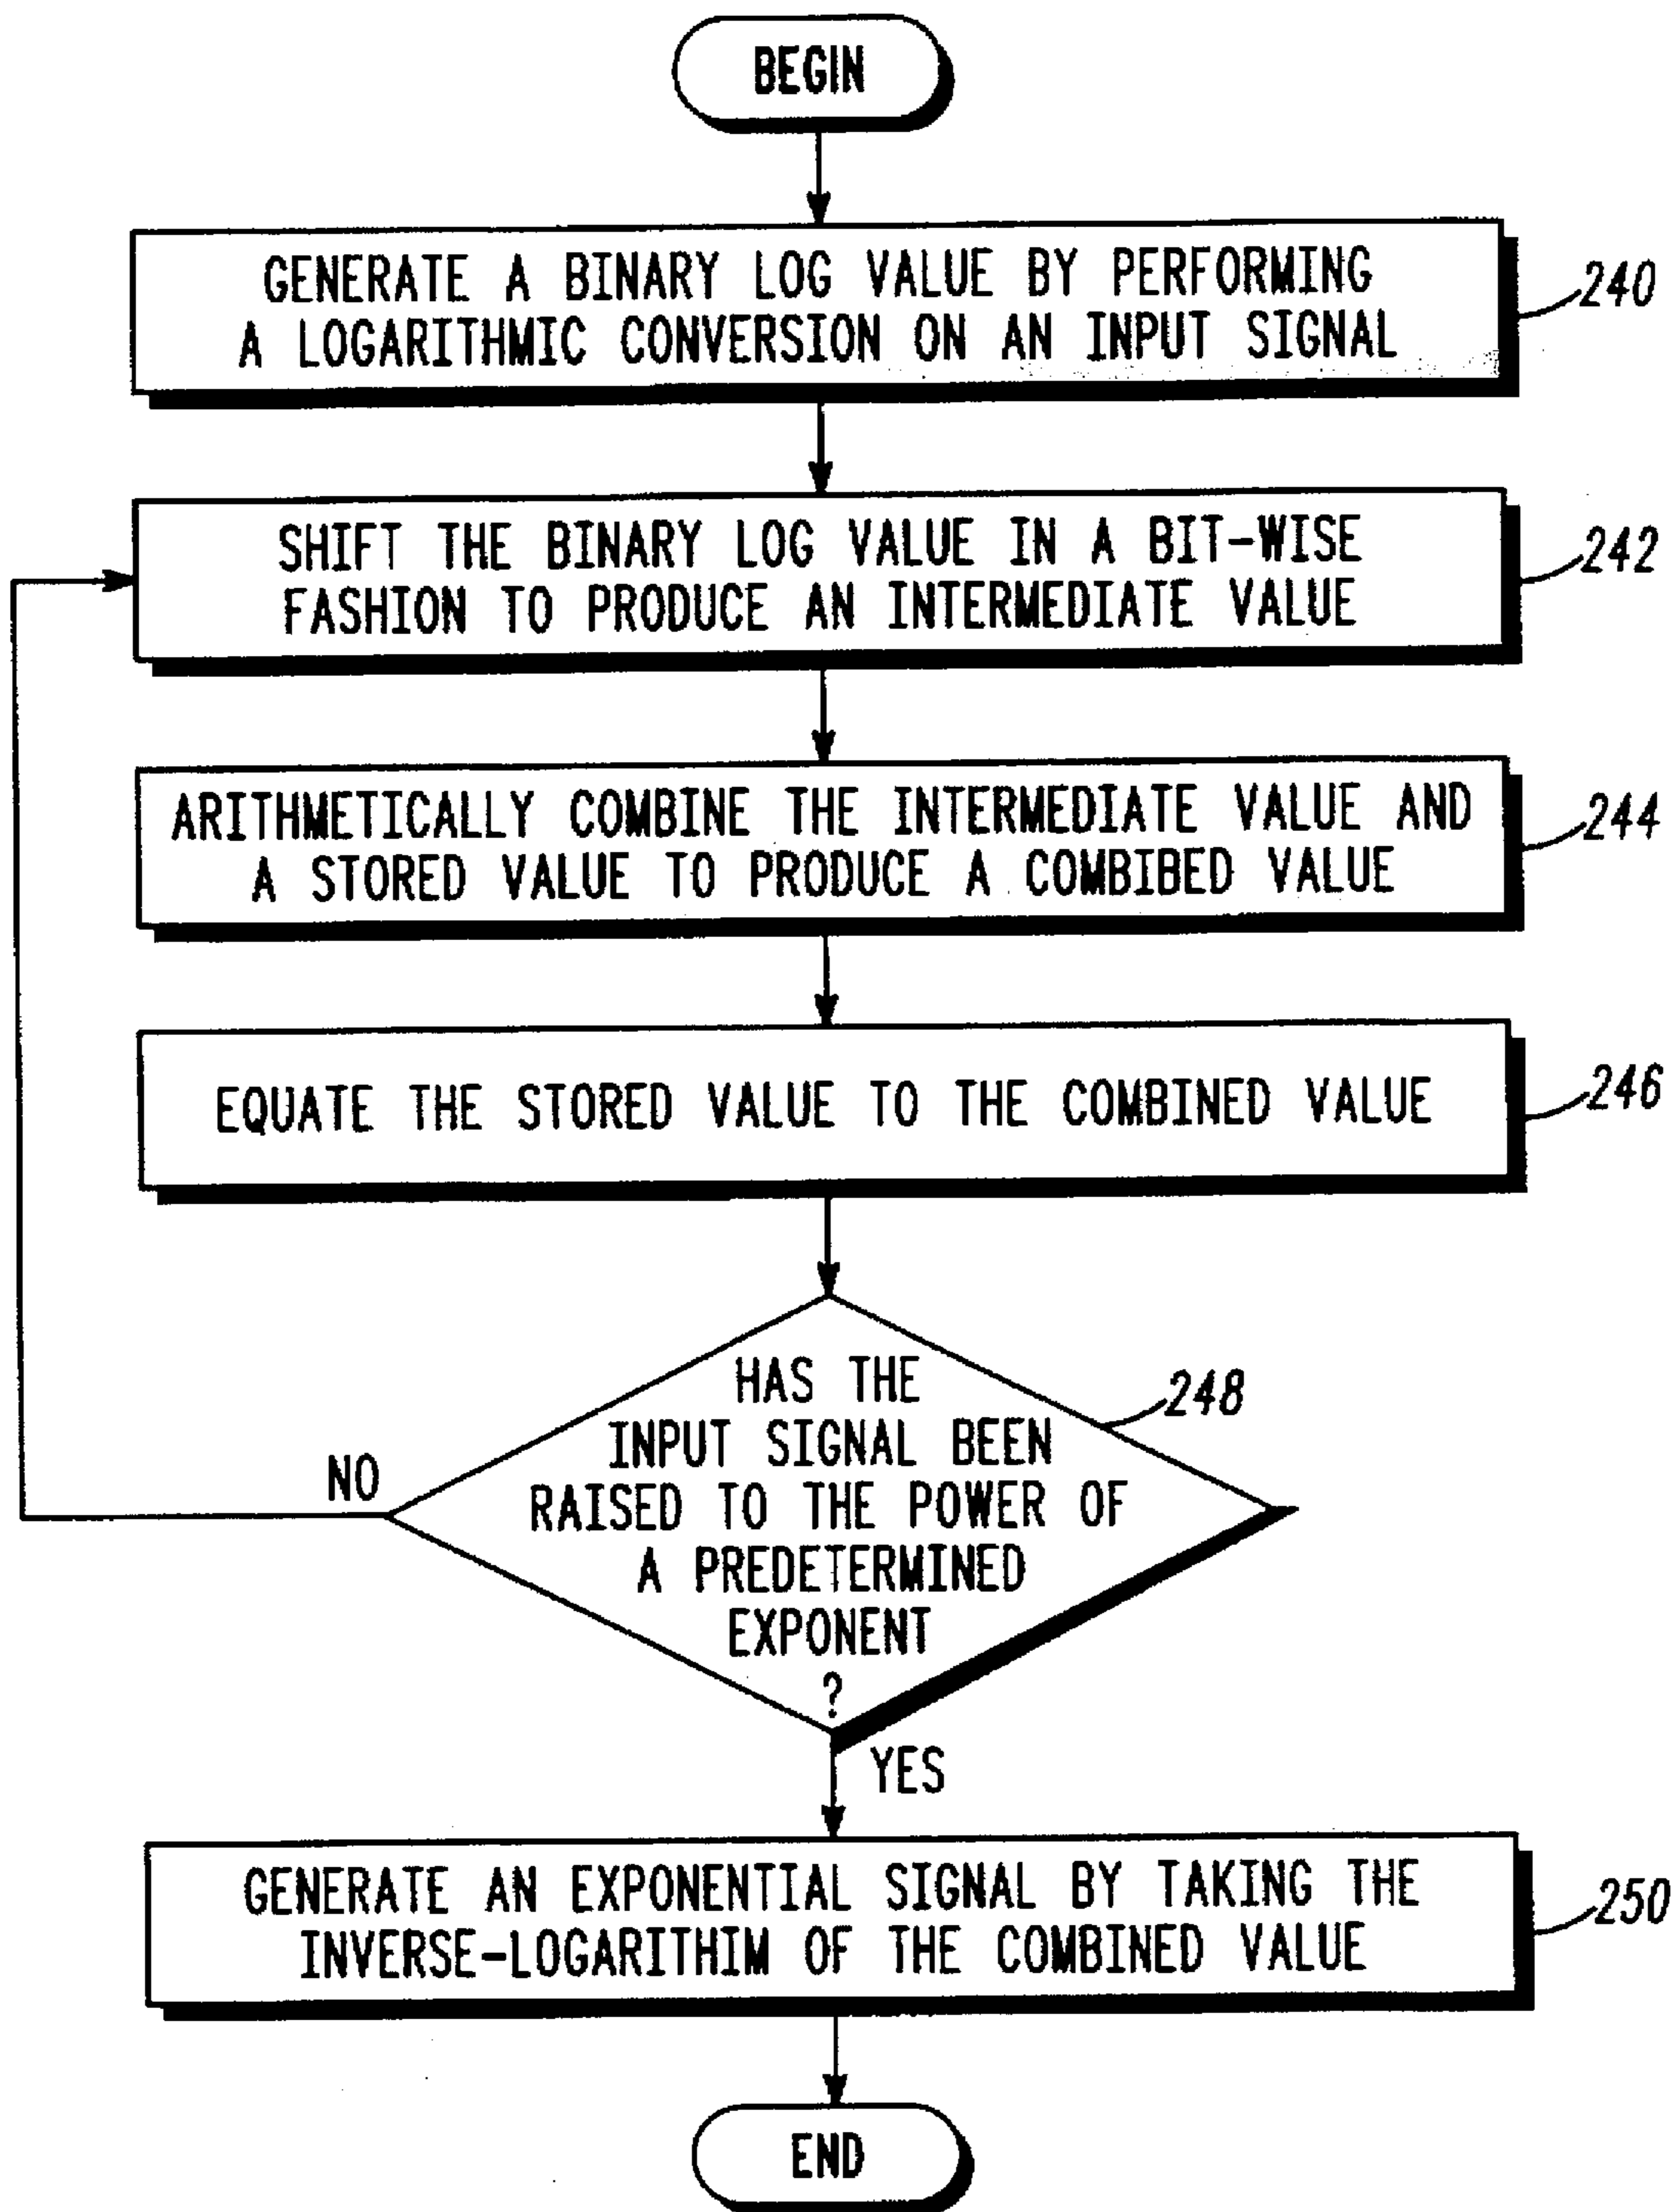 BEGIN
GENERATE A BINARY LOG VALUE BY PERFORMING
A LOGARITHMIC CONVERSION ON AN INPUT SIGNAL
240
SHIFT THE BINARY LOG VALUE IN A BIT-WISE
FASHION TO PRODUCE AN INTERMEDIATE VALUE
242
ARITHMETICALLY COMBINE THE INTERMEDIATE VALUE AND
A STORED VALUE TO PRODUCE A COMBIBED VALUE
244
EQUATE THE STORED VALUE TO THE COMBINED VALUE
246
HAS THE
INPUT SIGNAL BEEN
RAISED TO THE POWER OF
A PREDETERMINED
EXPONENT
?
248
NO
YES
GENERATE AN EXPONENTIAL SIGNAL BY TAKING THE
INVERSE-LOGARITHIM OF THE COMBINED VALUE
250
END